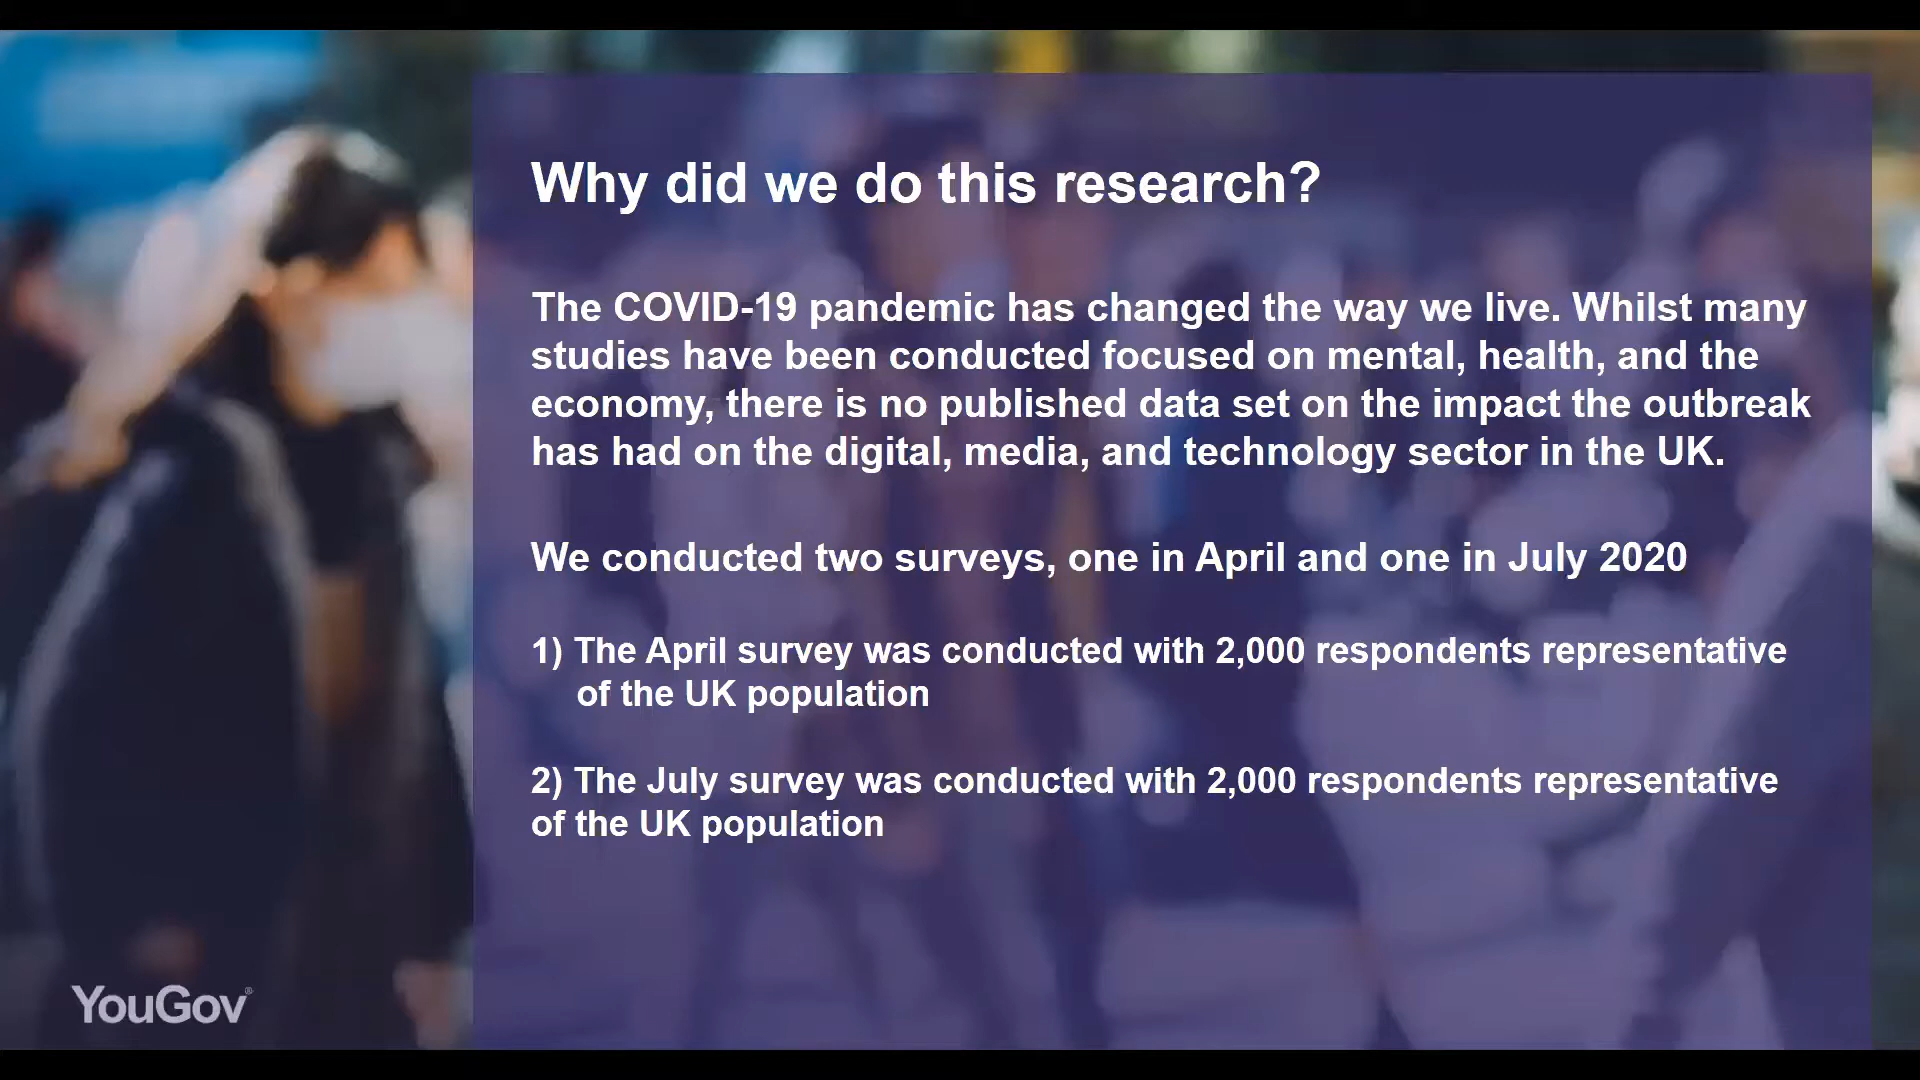 Why did we do this research?
The COVID-19 pandemic has changed the way we live. Whilst many
studies have been conducted focused on mental, health, and the
economy, there is no published data set on the impact the outbreak
has had on the digital, media, and technology sector in the UK.
We conducted two surveys, one in April and one in July 2020
1) The April survey was conducted with 2,000 respondents representative
of the UK population
2) The July survey was conducted with 2,000 respondents representative
of the UK population
YouGov®